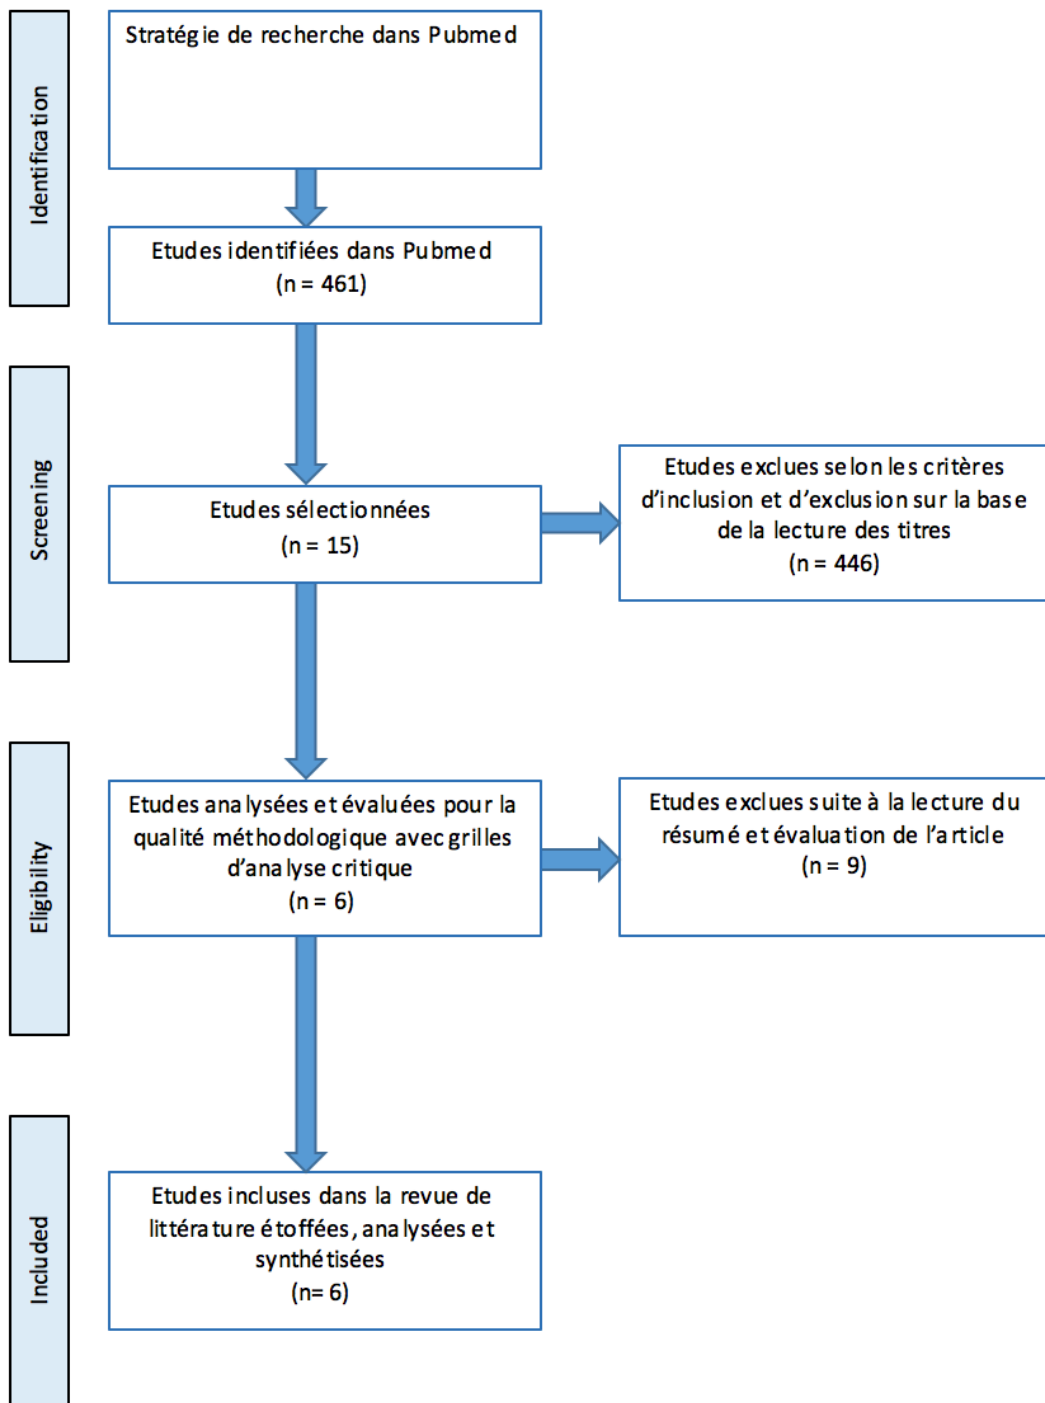 Identification
Stratégie de recherche dans Pubmed
Etudes identifiées dans Pubmed
(n = 461)
Screening
Etudes sélectionnées
(n = 15)
Etudes exclues selon les critères
d’inclusion et d’exclusion sur la base
de la lecture des titres
(n = 446)
Eligibility
Etudes analysées et évaluées pour la
qualité méthodologique avec grilles
d’analyse critique
(n = 6)
Etudes exclues suite à la lecture du
résumé et évaluation de l’article
(n = 9)
Included
Etudes incluses dans la revue de
littérature étoffées, analysées et
synthétisées
(n= 6)